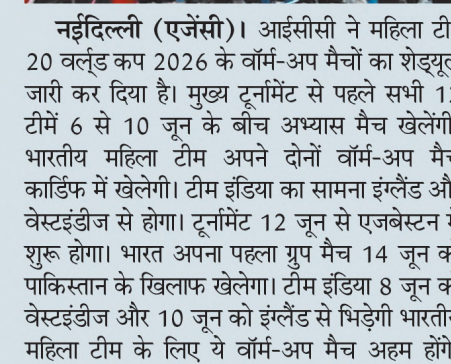 नईदिल्ली (एजेंसी)। आईसीसी ने महिला टी
20 वर्ल्ड कप 2026 के वॉर्म-अप मैचों का शेड्यूल
जारी कर दिया है। मुख्य टूर्नामेंट से पहले सभी
टीमें 6 से 10 जून के बीच अभ्यास मैच खेलेंगी
भारतीय महिला टीम अपने दोनों वॉर्म-अप मैच
कार्डिफ में खेलेगी। टीम इंडिया का सामना इंग्लैंड
वेस्टइंडीज से होगा। टूर्नामेंट 12 जून से एजबेस्टन
शुरू होगा। भारत अपना पहला ग्रुप मैच 14 जून
पाकिस्तान के खिलाफ खेलेगा। टीम इंडिया 8 जून
वेस्टइंडीज और 10 जून को इंग्लैंड से भिड़ेगी भारतीय
महिला टीम के लिए ये वॉर्म-अप मैच अहम होंगे